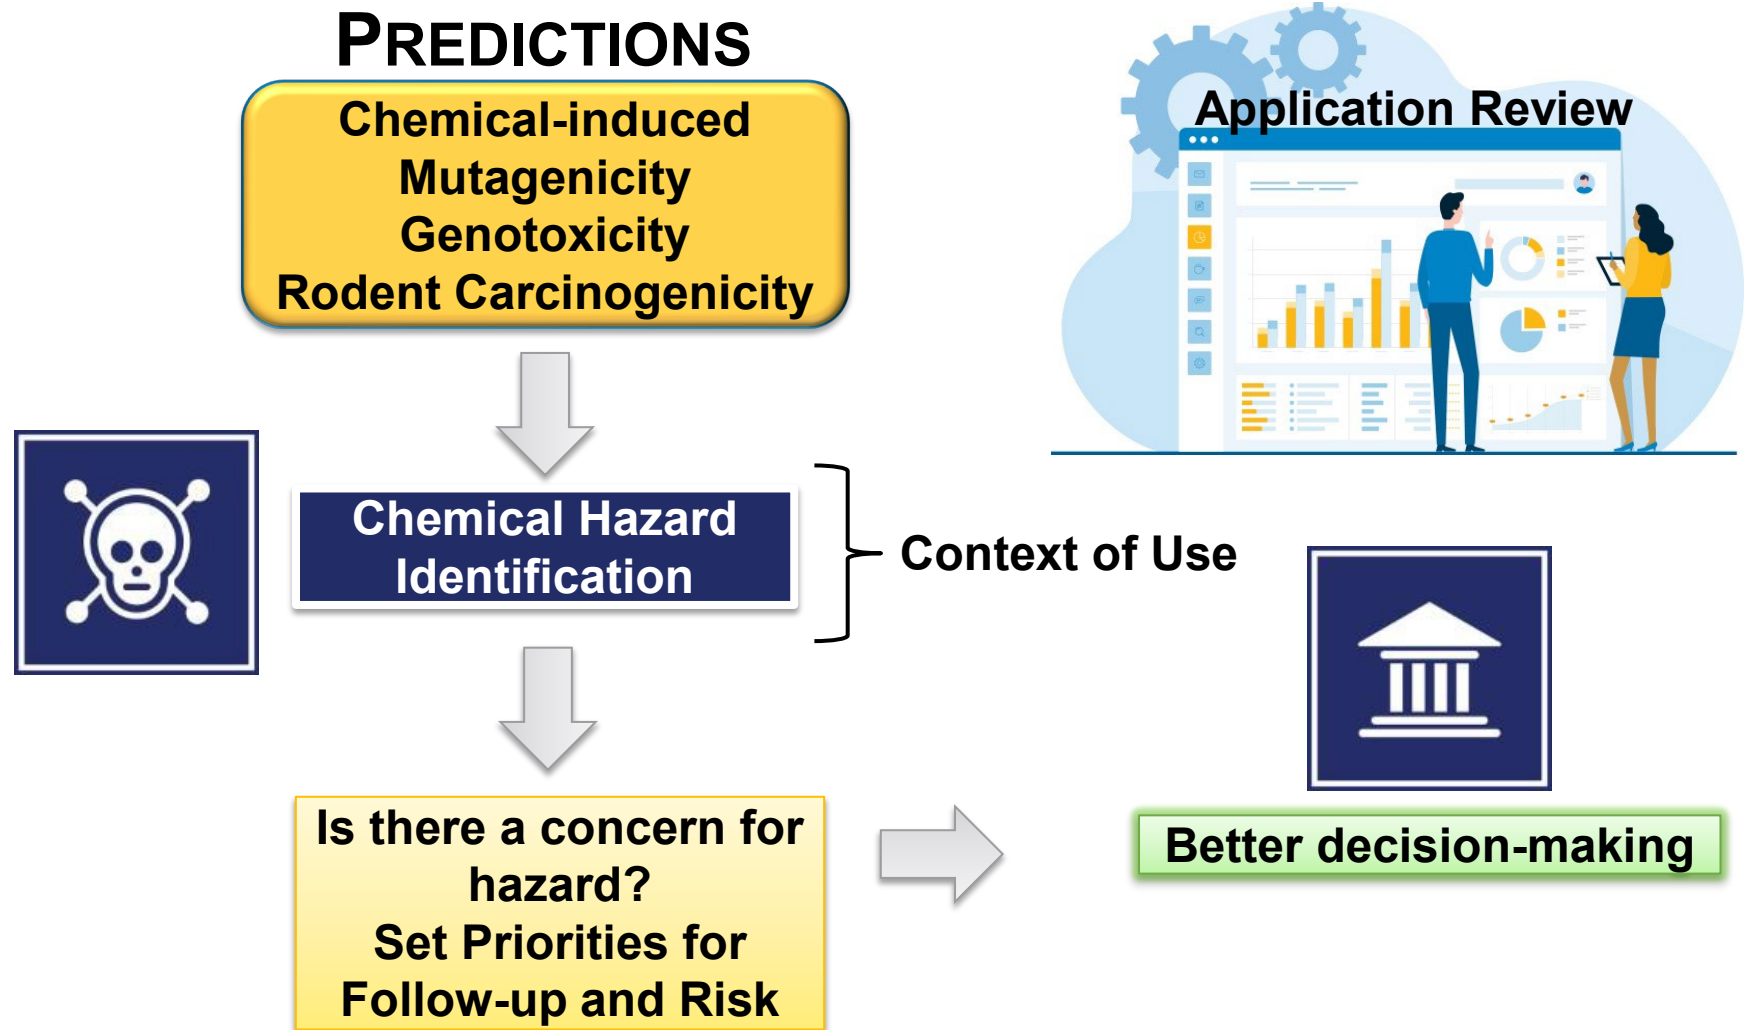 PREDICTIONS
Chemical-induced
Mutagenicity
Genotoxicity
Rodent Carcinogenicity
Application Review
Chemical Hazard
Identification
Context of Use
Is there a concern for
hazard?
Set Priorities for
Follow-up and Risk
Better decision-making